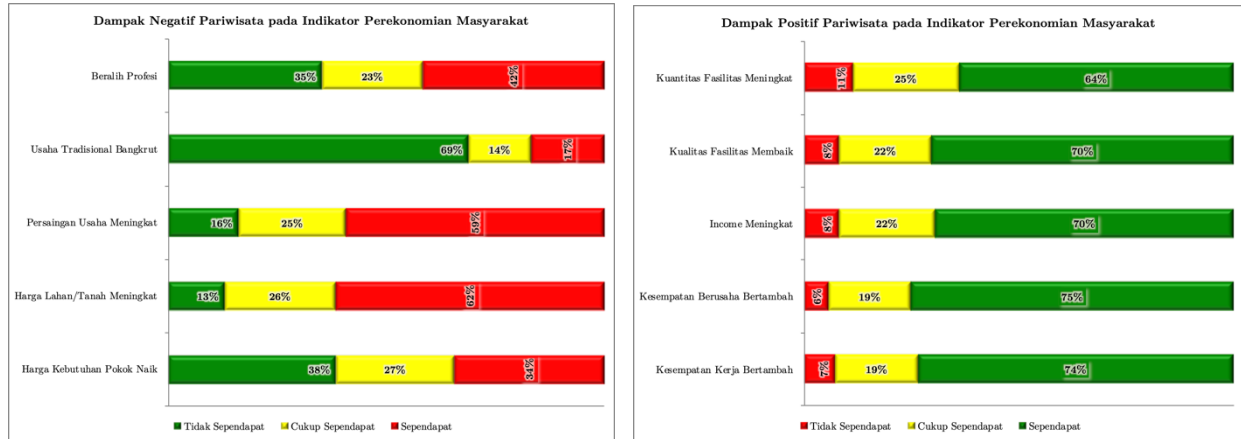 Dampak Negatif Pariwisata pada Indikator Perekonomian Masyarakat
Beralih Profesi
35% 23% 42%
Usaha Tradisional Bangkrut
69% 14% 17%
Persaingan Usaha Meningkat
16% 25% 59%
Harga Lahan/Tanah Meningkat
13% 26% 62%
Harga Kebutuhan Pokok Naik
38% 27% 34%
Tidak Sependapat Cukup Sependapat Sependapat
Dampak Positif Pariwisata pada Indikator Perekonomian Masyarakat
Kuantitas Fasilitas Meningkat
11% 25% 64%
Kualitas Fasilitas Membaik
8% 22% 70%
Income Meningkat
8% 22% 70%
Kesempatan Berusaha Bertambah
6% 19% 75%
Kesempatan Kerja Bertambah
7% 19% 74%
Tidak Sependapat Cukup Sependapat Sependapat